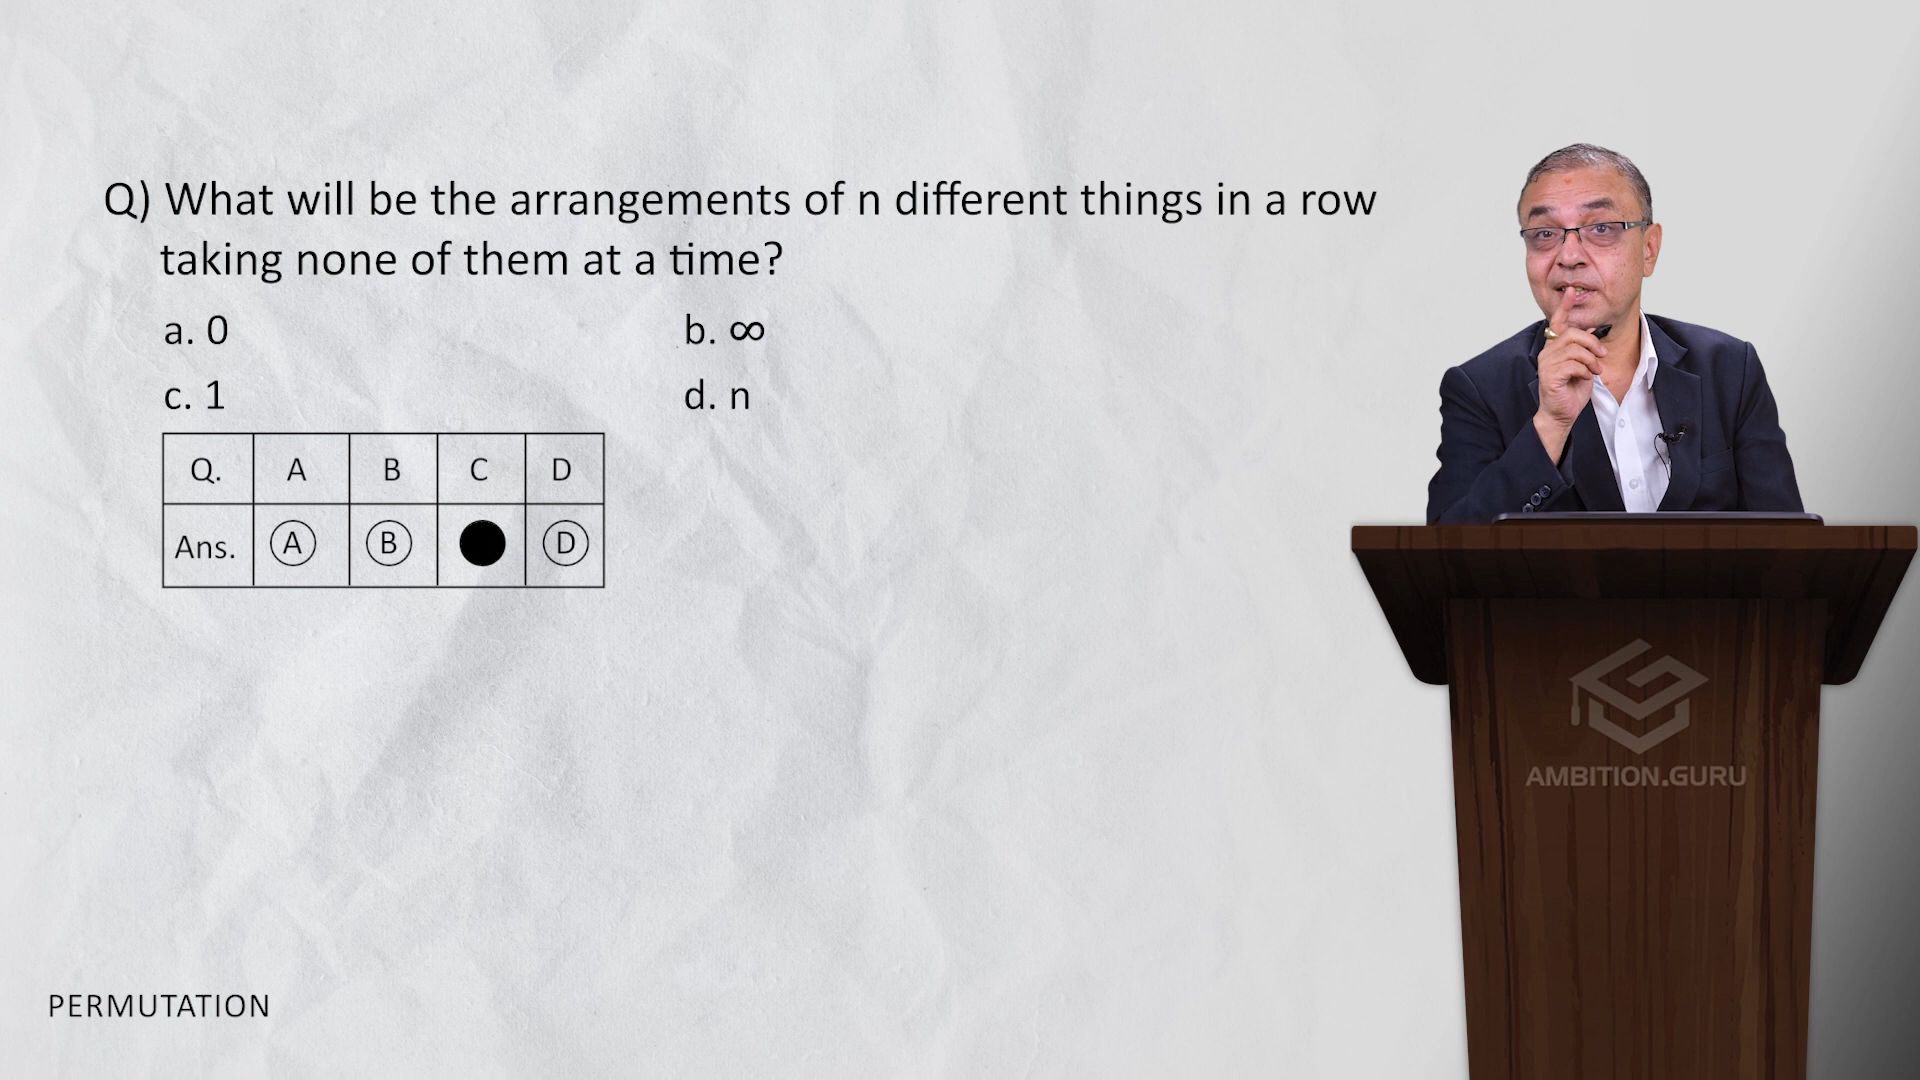 Q) What will be the arrangements of n different things in a row
taking none of them at a time?
a. 0 b. ∞
c. 1 d. n
Q. A B C D
Ans. A B D
AMBITION.GURU
PERMUTATION